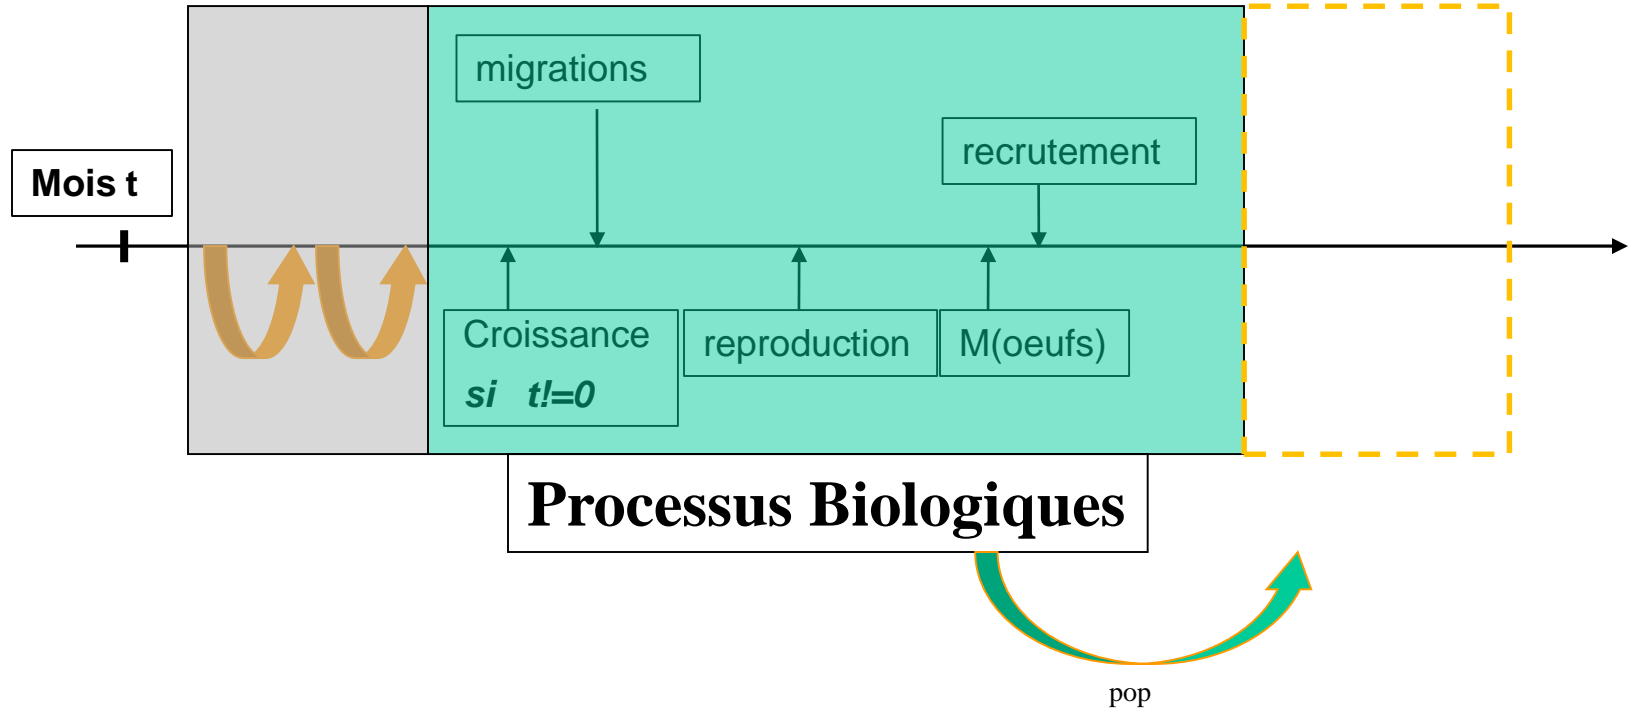 migrations
recrutement
Mois t
Croissance
si t!=0
reproduction
M(oeufs)
Processus Biologiques
pop